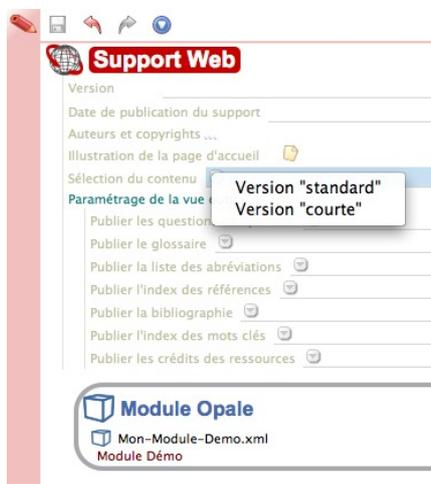 Support Web
Version
Date de publication du support
Auteurs et copyrights ...
Illustration de la page d'accueil
Sélection du contenu
Version "standard"
Version "courte"
Paramétrage de la vue
Publier les question
Publier le glossaire
Publier la liste des abréviations
Publier l'index des références
Publier la bibliographie
Publier l'index des mots clés
Publier les crédits des ressources
Module Opale
Mon-Module-Demo.xml
Module Démo